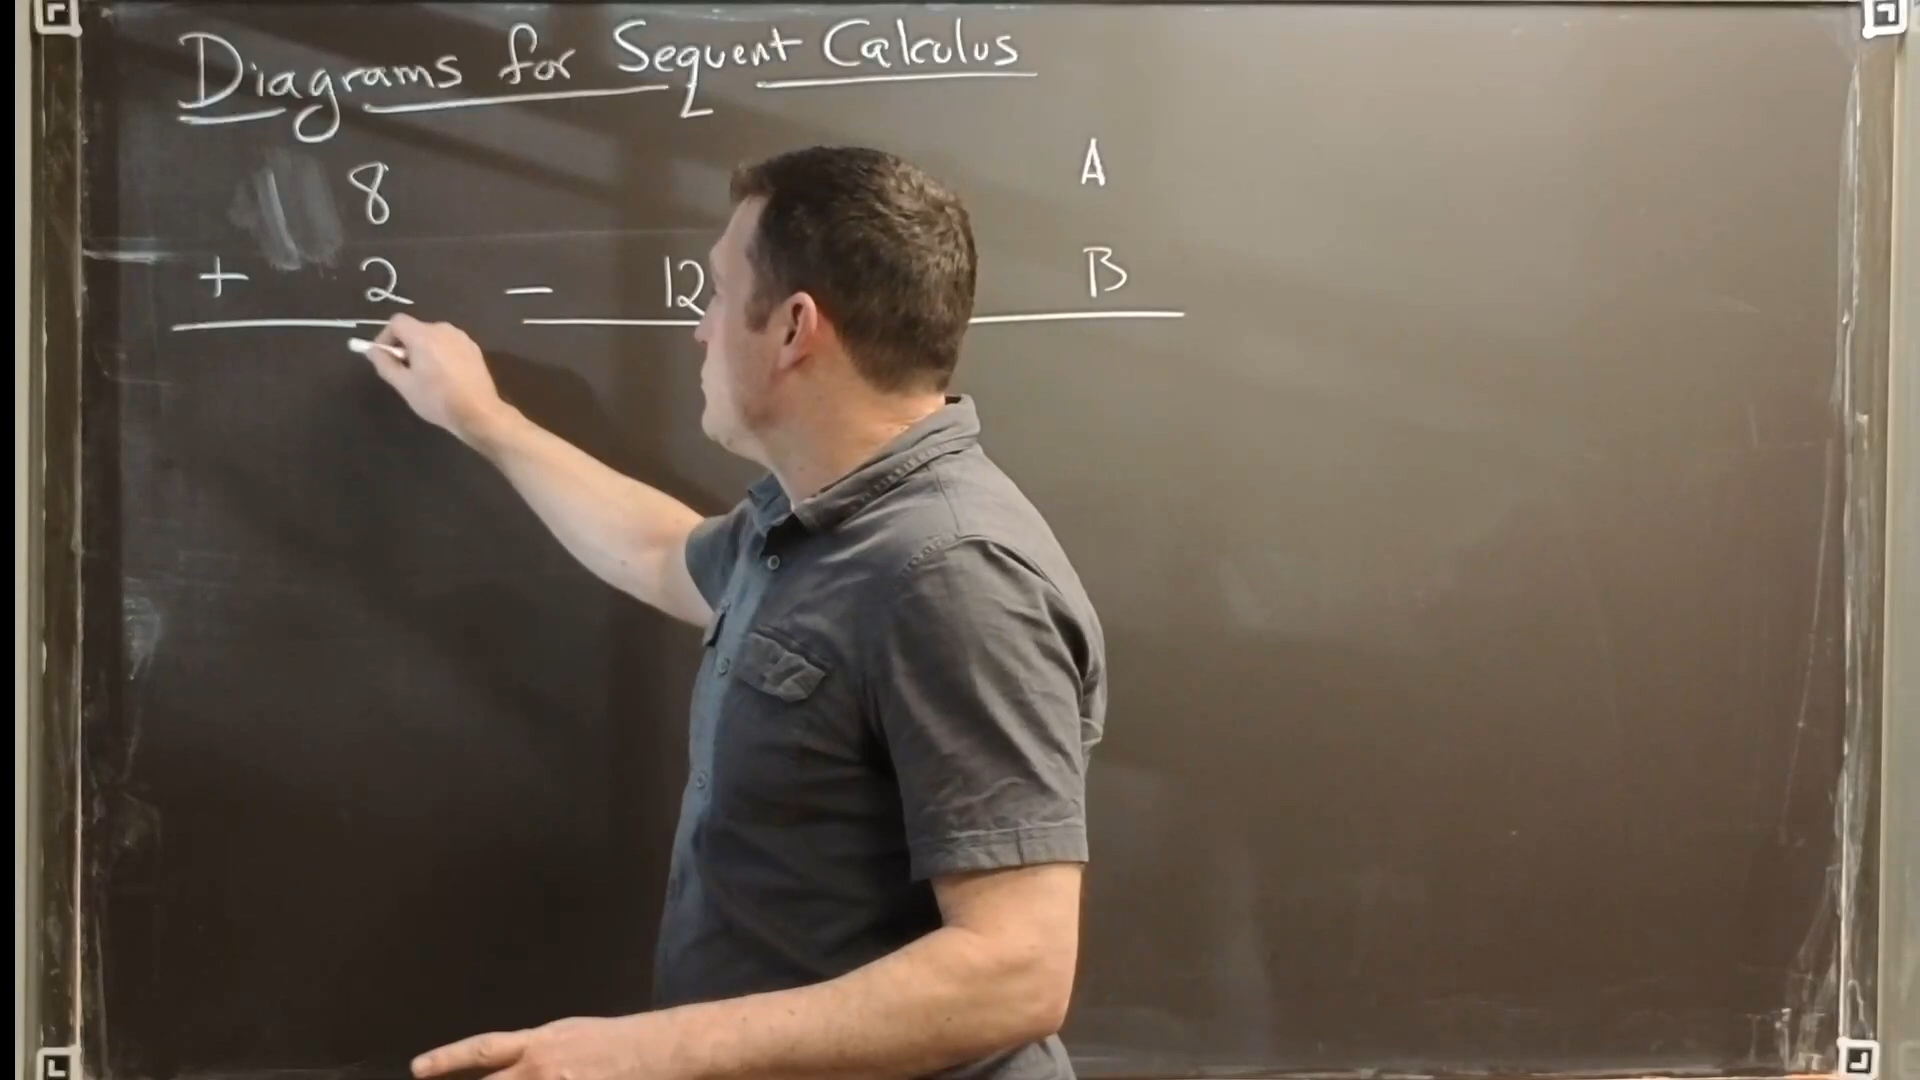 Diagrams for Sequent Calculus
8 A
+ 2 - 12 B